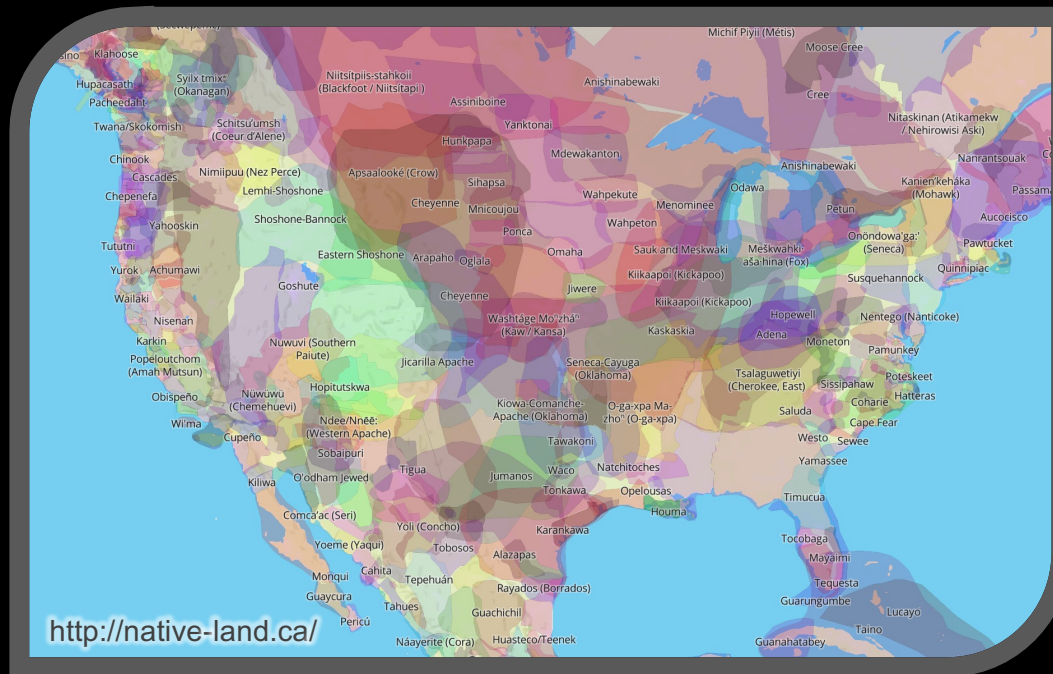 Michif Piyii (Métis)
Moose Cree
Klahoose
Hupacasath
Syilx tmixʷ
(Okanagan)
Niitsítpiis-stahkoii
(Blackfoot / Niitsítapi )
Anishinabewaki
Cree
Pacheedaht
Assiniboine
Nitaskinan (Atikamekw
/ Nehirowisi Aski)
Twana/Skokomish
Schitsu'umsh
(Coeur d'Alene)
Yanktonai
Hunkpapa
Mdewakanton
Anishinabewaki
Nanrantsouak
Chinook
Cascades
Nimiipuu (Nez Perce)
Apsaalooké (Crow)
Sihapsa
Odawa
Kanien'kehá:ka
(Mohawk)
Chepenefa
Lemhi-Shoshone
Cheyenne
Mnicoujou
Wahpekute
Menominee
Petun
Yahooskin
Shoshone-Bannock
Ponca
Wahpeton
Aucocisco
Tututni
Eastern Shoshone
Arapaho
Oglala
Omaha
Sauk and Meskwaki
Meškwahki·
aša·hina (Fox)
Onöndowa'ga:'
(Seneca)
Pawtucket
Yurok
Achumawi
Goshute
Kiikaapoi (Kickapoo)
Susquehannock
Quinnipiac
Wailaki
Cheyenne
Jiwere
Kiikaapoi (Kickapoo)
Nisenan
Washtáge Moⁿzháⁿ
(Kaw / Kansa)
Kaskaskia
Hopewell
Adena
Nentego (Nanticoke)
Karkin
Nuwuvi (Southern
Paiute)
Moneton
Pamunkey
Popeloutchom
(Amah Mutsun)
Jicarilla Apache
Seneca-Cayuga
(Oklahoma)
Tsalaguwetiyi
(Cherokee, East)
Poteskeet
Obispeño
Nüwüwü
(Chemehuevi)
Hopitutskwa
Kiowa-Comanche-
Apache (Oklahoma)
O-ga-xpa Ma-
zhoⁿ (O-ga-xpa)
Sissipahaw
Coharie
Hatteras
Wi'ma
Cupeño
Ndee/Nnēē:
(Western Apache)
Saluda
Cape Fear
Sobaipuri
Tawakoni
Westo
Sewee
Kiliwa
O'odham Jewed
Tigua
Jumanos
Waco
Natchitoches
Yamassee
Tonkawa
Opelousas
Timucua
Comca'ac (Seri)
Yoli (Concho)
Houma
Karankawa
Tocobaga
Yoeme (Yaqui)
Tobosos
Alazapas
Mayaimi
Monqui
Cahita
Tepehuán
Rayados (Borrados)
Tequesta
Guaycura
Tahues
Guachichil
Guarungumbe
Lucayo
Pericú
Taino
http://native-land.ca/
Náayerite (Cora)
Huasteco/Teenek
Guanahatabey